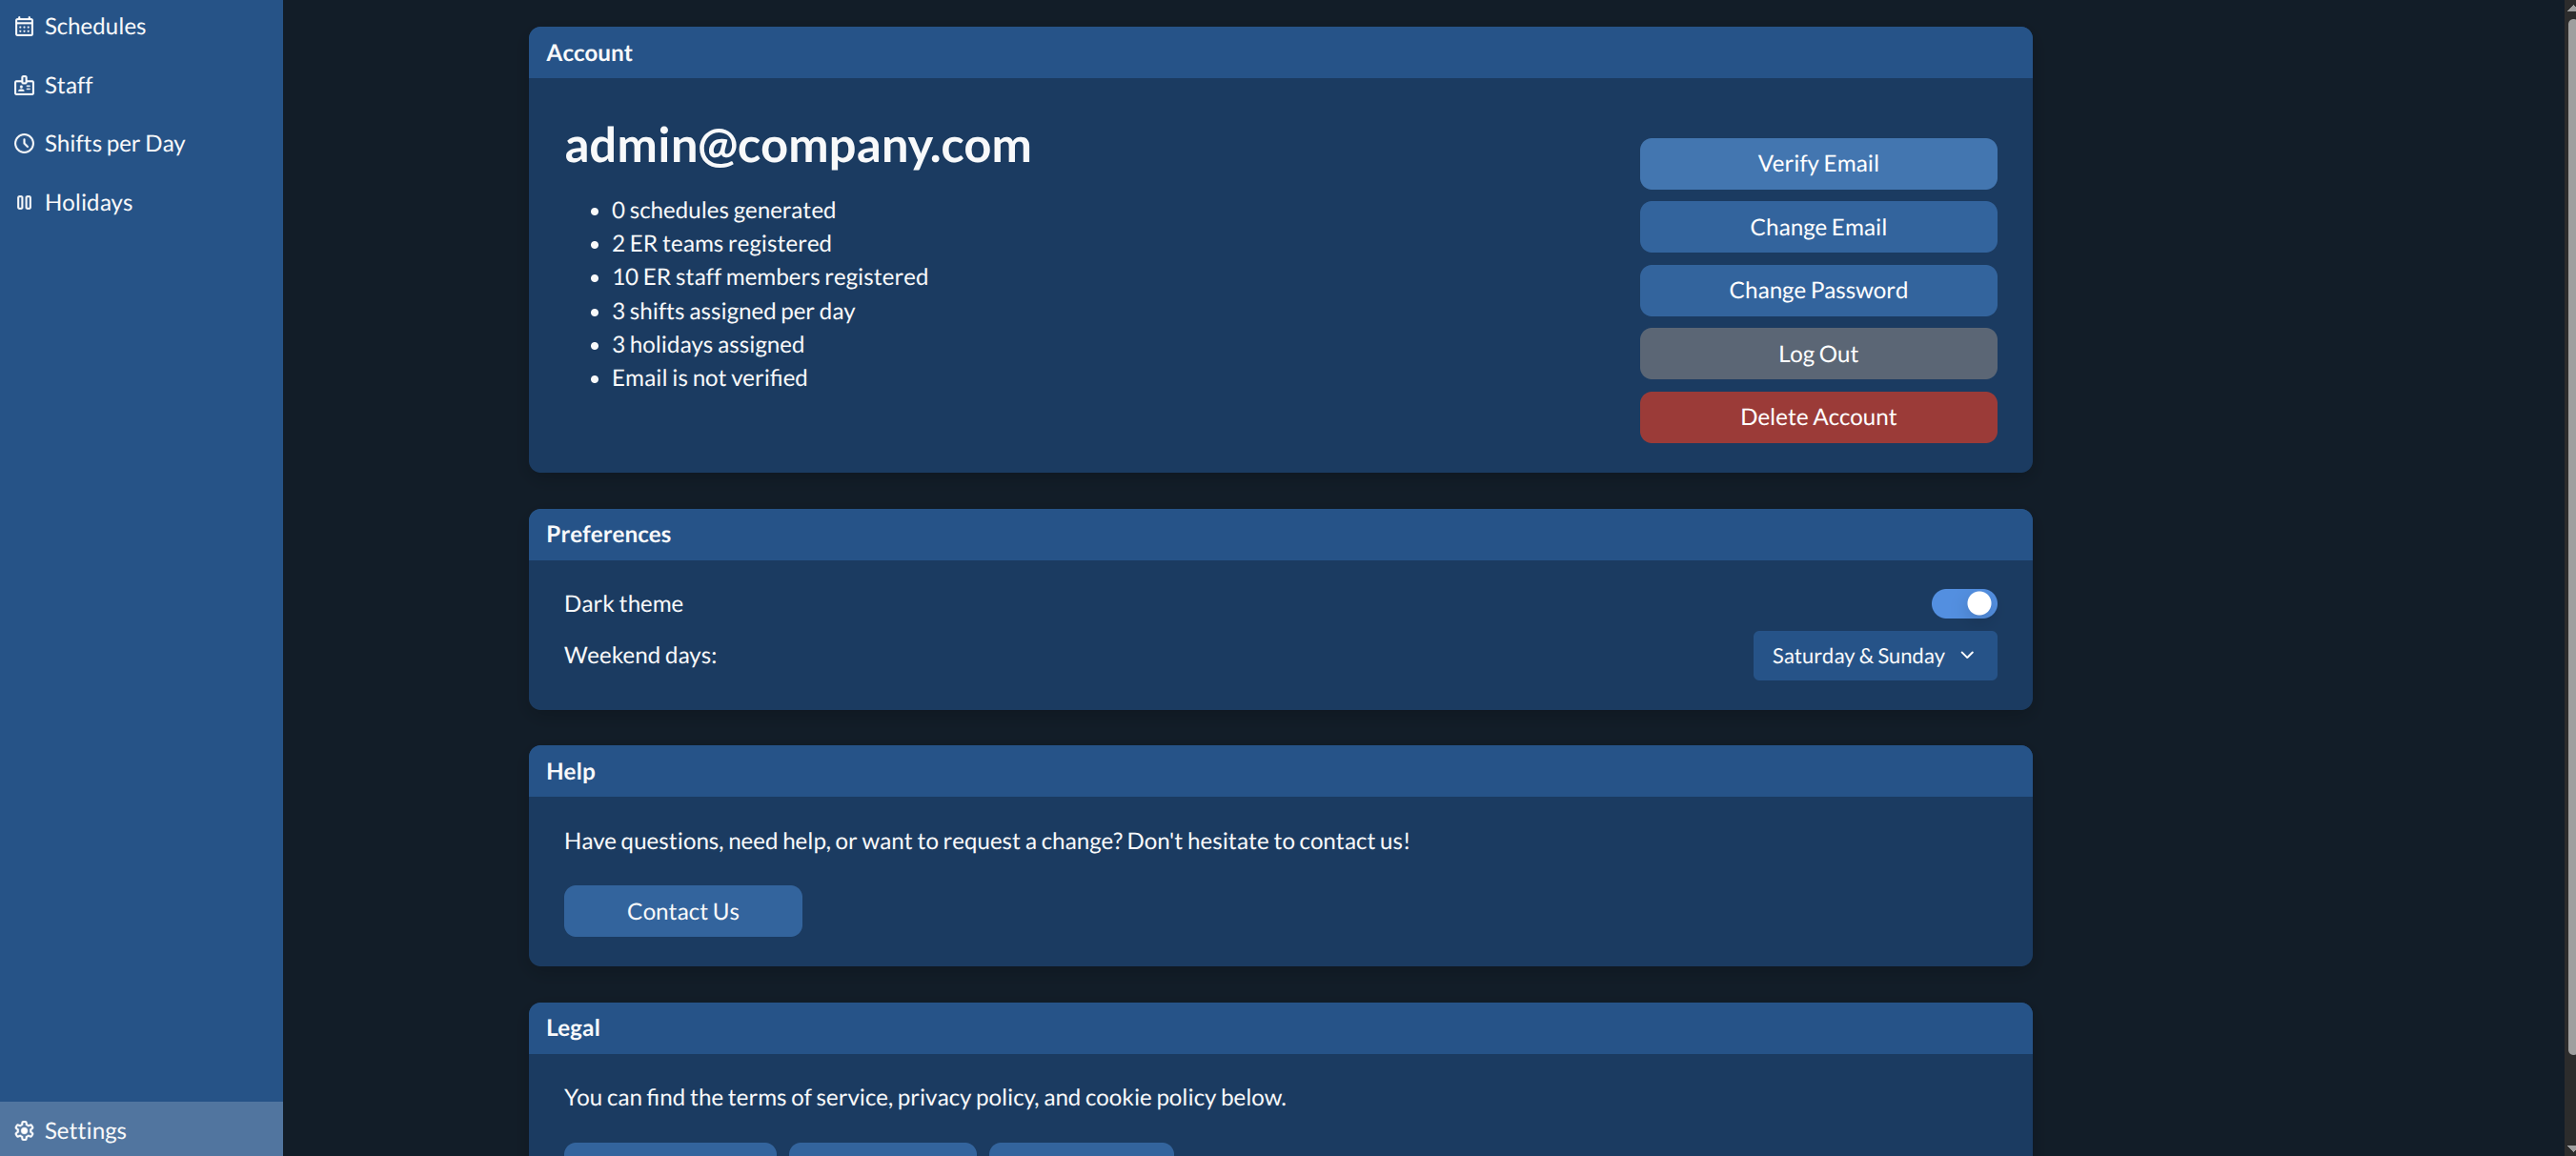 Schedules
Staff
Shifts per Day
Holidays
Settings
Account
admin@company.com
0 schedules generated
2 ER teams registered
10 ER staff members registered
3 shifts assigned per day
3 holidays assigned
Email is not verified
Verify Email
Change Email
Change Password
Log Out
Delete Account
Preferences
Dark theme
Weekend days:
Saturday & Sunday
Help
Have questions, need help, or want to request a change? Don't hesitate to contact us!
Contact Us
Legal
You can find the terms of service, privacy policy, and cookie policy below.